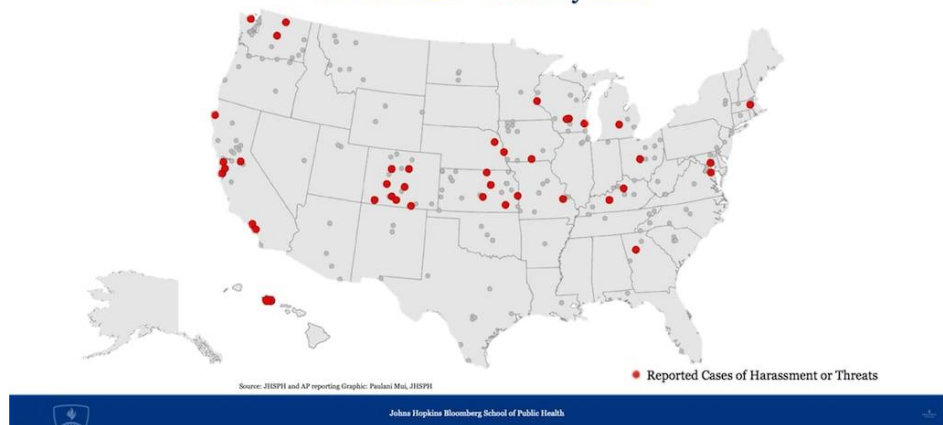 Reported Cases of Harassment or Threats
Source: JHSPH and AP reporting Graphic: Paulani Mui, JHSPH
Johns Hopkins Bloomberg School of Public Health